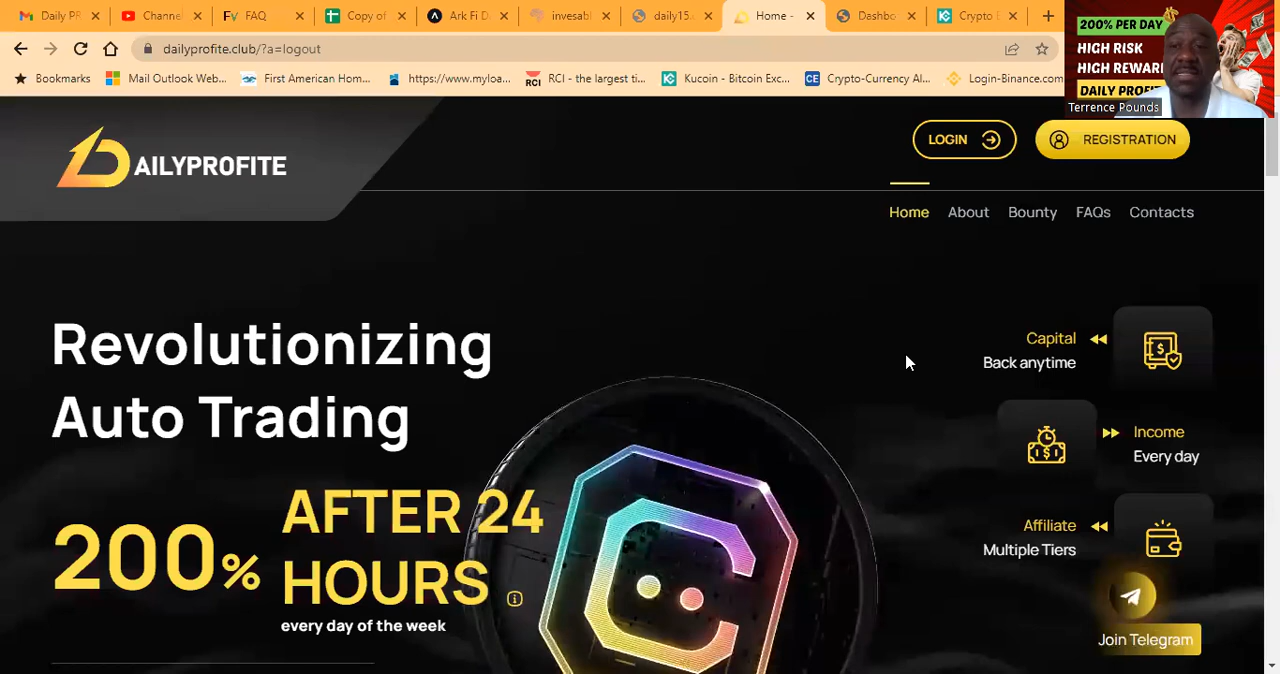 Daily PR
Channe
FAQ
Copy of
Ark Fi D
invesab
daily15.c
Home -
Dashbo
Crypto E
dailyprofite.club/?a=logout
Bookmarks
Mail Outlook Web...
First American Hom...
https://www.myloa...
RCI - the largest ti...
Kucoin - Bitcoin Exc...
Crypto-Currency Al...
Login-Binance.com
200% PER DAY
HIGH RISK
HIGH REWAR
DAILY PROFI
Terrence Pounds
DAILYPROFITE
LOGIN
REGISTRATION
Home
About
Bounty
FAQs
Contacts
Revolutionizing
Auto Trading
200%
AFTER 24
HOURS
every day of the week
Capital
Back anytime
Income
Every day
Affiliate
Multiple Tiers
Join Telegram